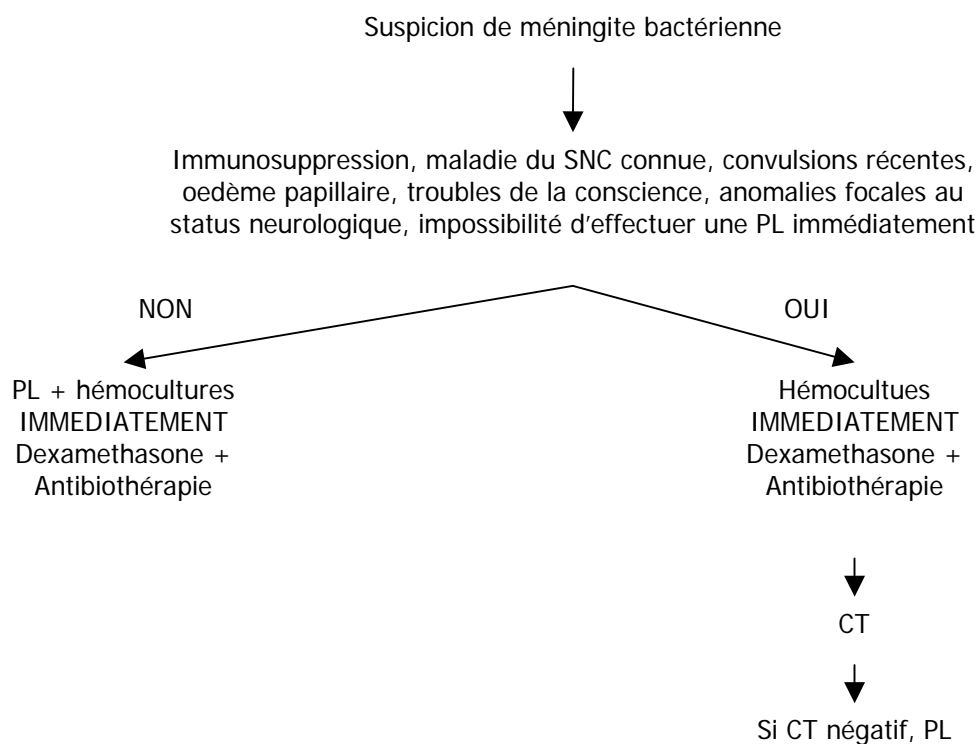 Suspicion de méningite bactérienne
Immunosuppression, maladie du SNC connue, convulsions récentes,
oedème papillaire, troubles de la conscience, anomalies focales au
status neurologique, impossibilité d'effectuer une PL immédiatement
NON
OUI
PL + hémocultures
IMMEDIATEMENT
Dexamethasone +
Antibiothérapie
Hémocultues
IMMEDIATEMENT
Dexamethasone +
Antibiothérapie
CT
Si CT négatif, PL